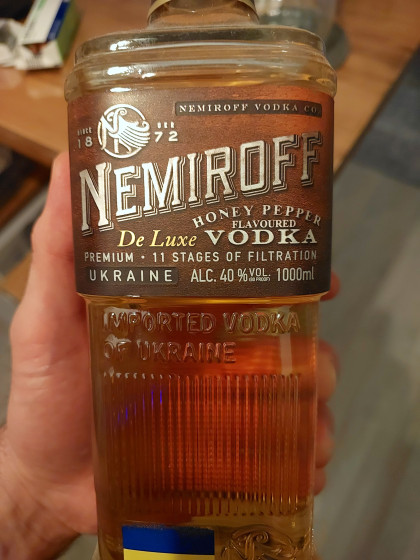 NEMIROFF VODKA CO.
SINCE DER
18 72
NEMIROFF
HONEY PEPPER
FLAVOURED
De Luxe VODKA
PREMIUM • 11 STAGES OF FILTRATION
UKRAINE ALC. 40 % VOL. 1000ml
IMPORTED VODKA
OF UKRAINE